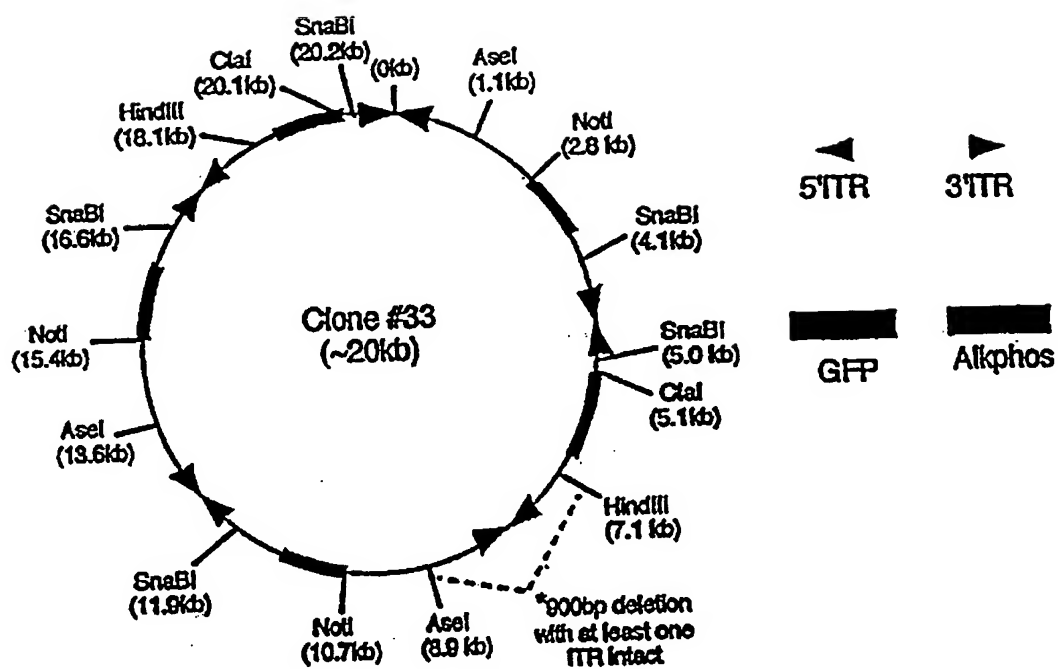 SnaBI
(20.2kb)
(0kb)
AseI
(1.1kb)
NotI
(2.8 kb)
SnaBI
(4.1kb)
SnaBI
(5.0 kb)
ClaI
(5.1kb)
HindIII
(7.1 kb)
*900bp deletion
with at least one
ITR intact
AseI
(8.9 kb)
NotI
(10.7kb)
SnaBI
(11.9kb)
AseI
(13.6kb)
NotI
(15.4kb)
SnaBI
(16.6kb)
HindIII
(18.1kb)
ClaI
(20.1kb)
Clone #33
(~20kb)
5'ITR
3'ITR
GFP
Alkphos